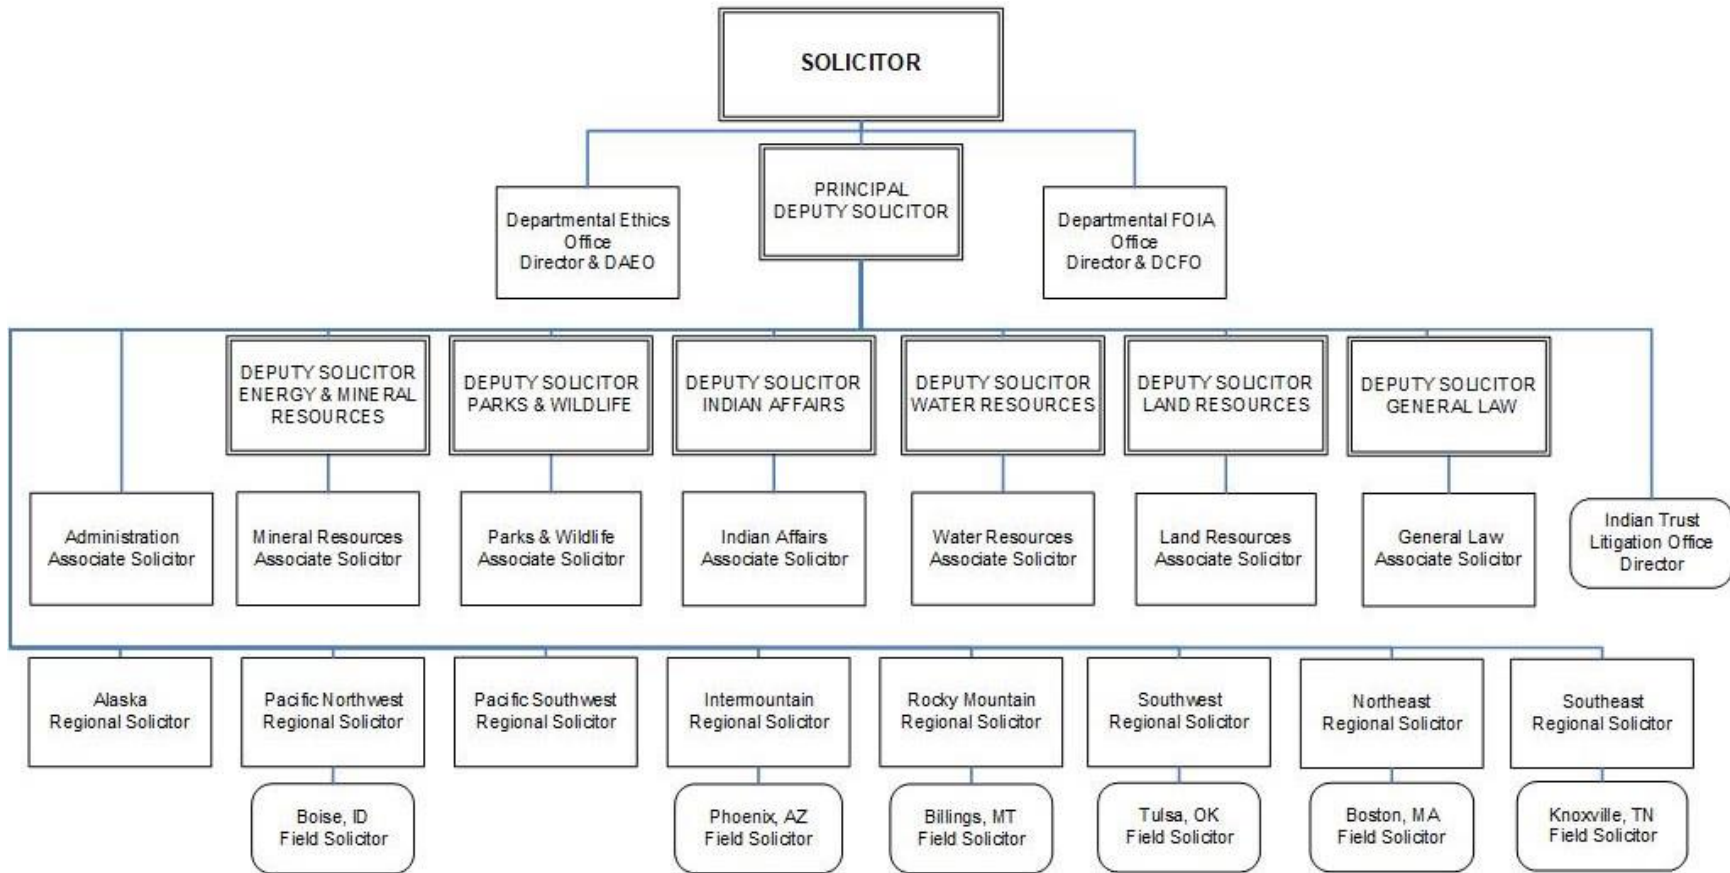 SOLICITOR
PRINCIPAL
DEPUTY SOLICITOR
Departmental Ethics
Office
Director & DAEO
Departmental FOIA
Office
Director & DCFO
DEPUTY SOLICITOR
ENERGY & MINERAL
RESOURCES
DEPUTY SOLICITOR
PARKS & WILDLIFE
DEPUTY SOLICITOR
INDIAN AFFAIRS
DEPUTY SOLICITOR
WATER RESOURCES
DEPUTY SOLICITOR
LAND RESOURCES
DEPUTY SOLICITOR
GENERAL LAW
Administration
Associate Solicitor
Mineral Resources
Associate Solicitor
Parks & Wildlife
Associate Solicitor
Indian Affairs
Associate Solicitor
Water Resources
Associate Solicitor
Land Resources
Associate Solicitor
General Law
Associate Solicitor
Indian Trust
Litigation Office
Director
Alaska
Regional Solicitor
Pacific Northwest
Regional Solicitor
Pacific Southwest
Regional Solicitor
Intermountain
Regional Solicitor
Rocky Mountain
Regional Solicitor
Southwest
Regional Solicitor
Northeast
Regional Solicitor
Southeast
Regional Solicitor
Boise, ID
Field Solicitor
Phoenix, AZ
Field Solicitor
Billings, MT
Field Solicitor
Tulsa, OK
Field Solicitor
Boston, MA
Field Solicitor
Knoxville, TN
Field Solicitor